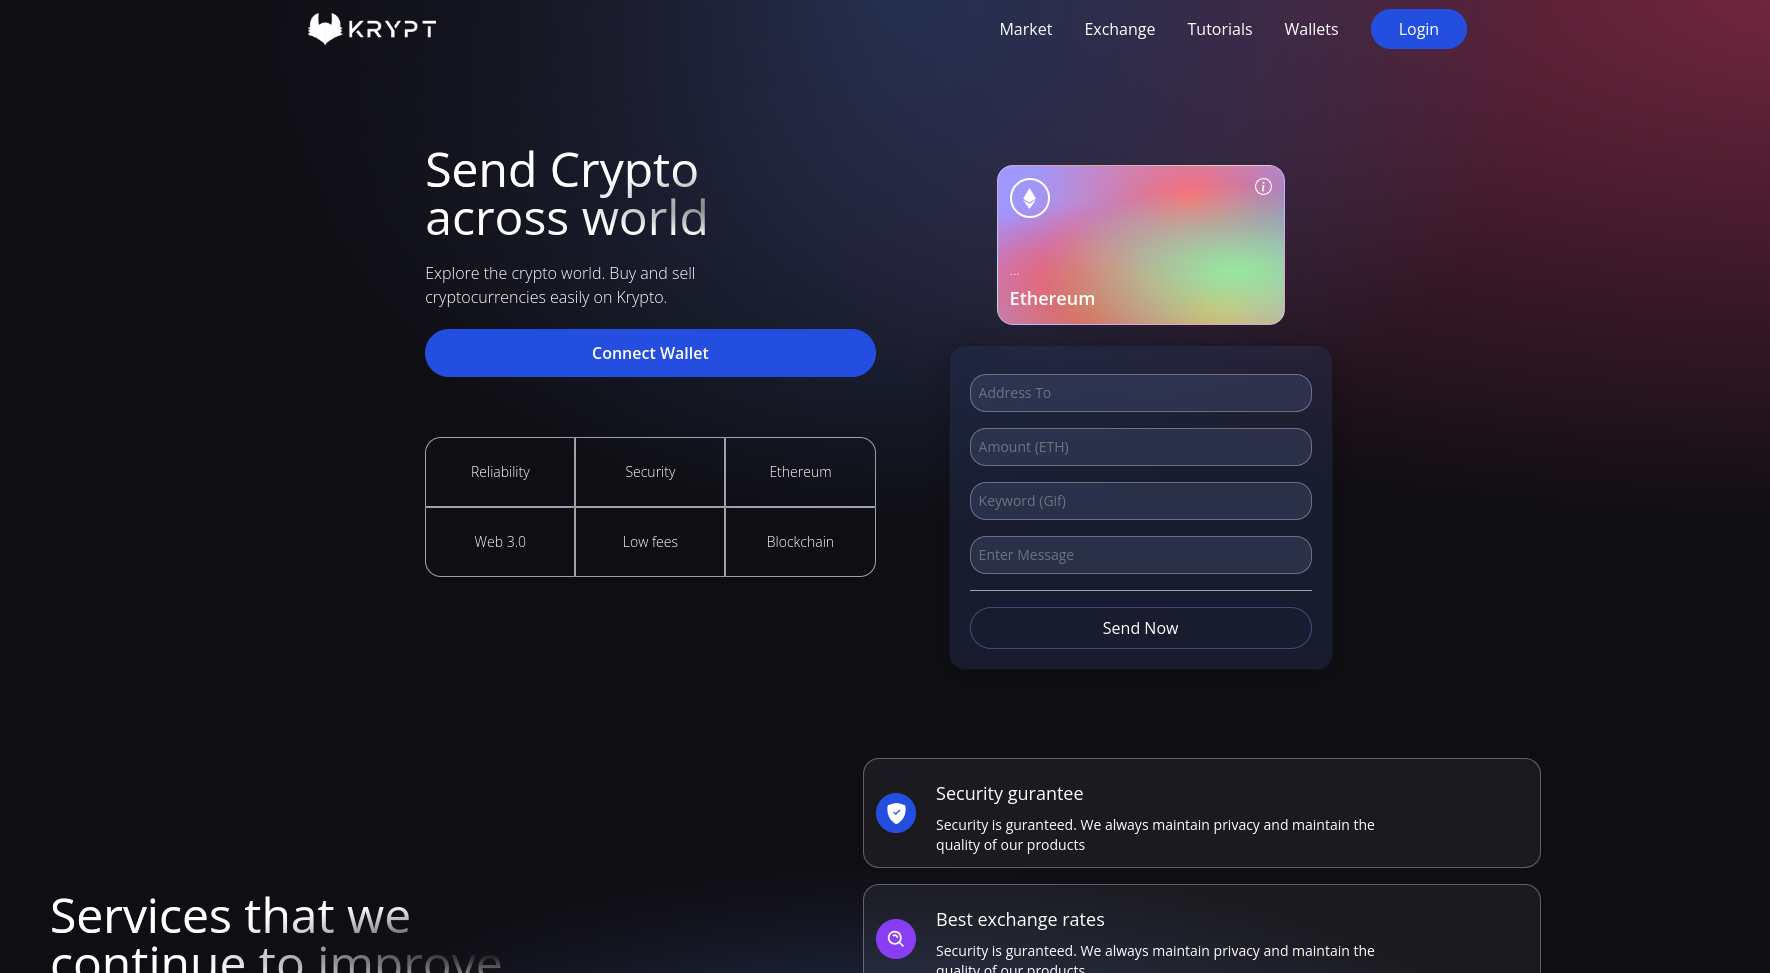 KRYPT
Market
Exchange
Tutorials
Wallets
Login
Send Crypto
across world
Explore the crypto world. Buy and sell
cryptocurrencies easily on Krypto.
Connect Wallet
Reliability
Security
Ethereum
Web 3.0
Low fees
Blockchain
...
Ethereum
Address To
Amount (ETH)
Keyword (Gif)
Enter Message
Send Now
Services that we
continue to improve
Security gurantee
Security is guranteed. We always maintain privacy and maintain the
quality of our products
Best exchange rates
Security is guranteed. We always maintain privacy and maintain the
quality of our products